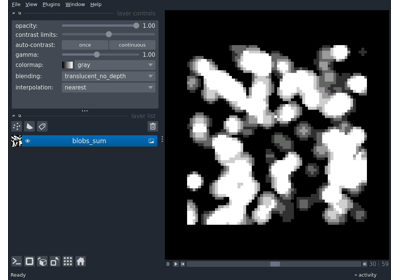 File View Plugins Window Help
layer controls
opacity: 1.00
contrast limits:
auto-contrast: once continuous
gamma: 1.00
colormap: gray
blending: translucent_no_depth
interpolation: nearest
layer list
blobs_sum
30 59
Ready activity